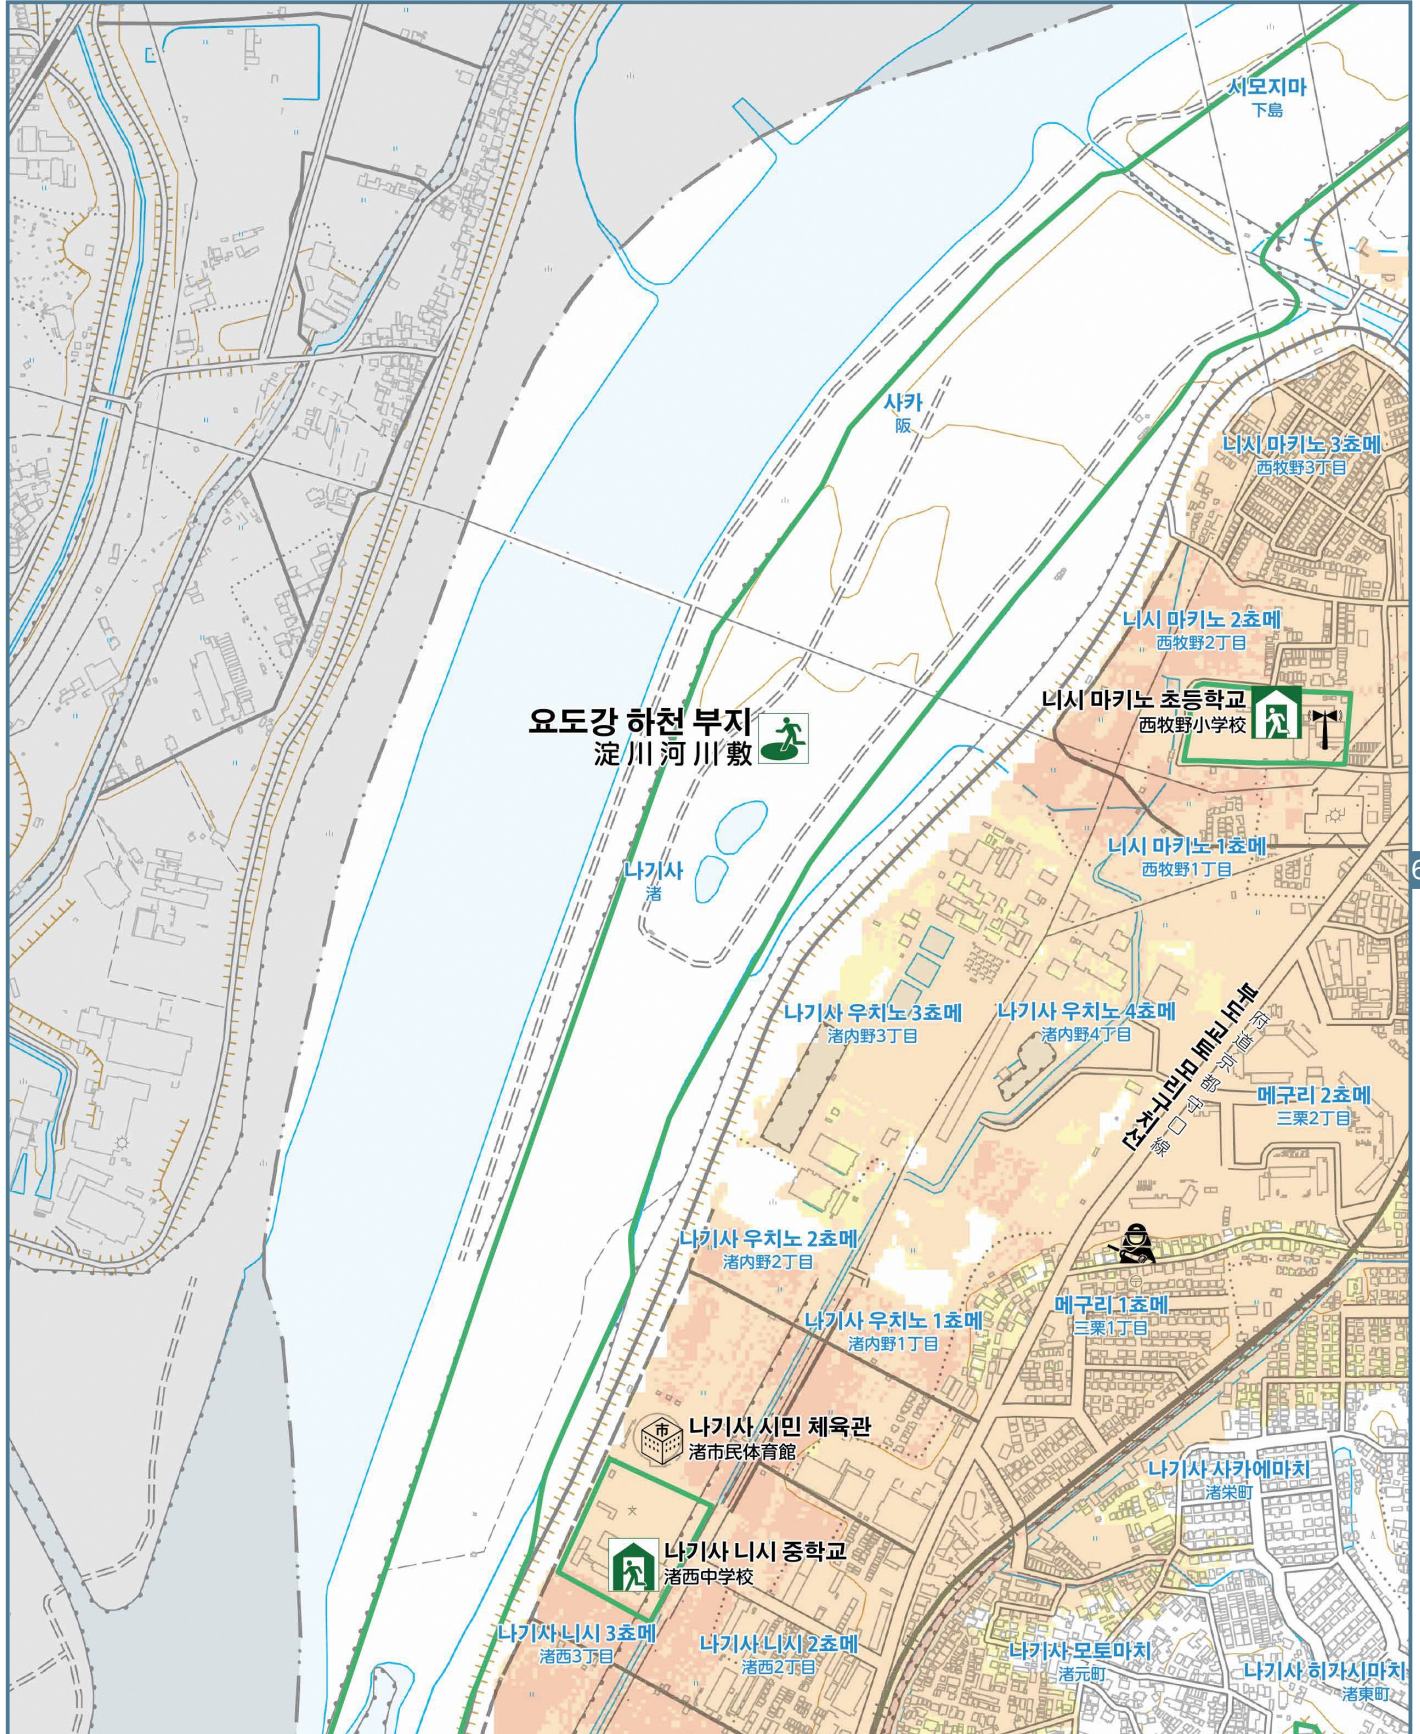 시모지마
下島
사카
阪
니시 마키노 3쵸메
西牧野3丁目
니시 마키노 2쵸메
西牧野2丁目
니시 마키노 초등학교
西牧野小学校
요도강 하천 부지
淀川河川敷
니시 마키노 1쵸메
西牧野1丁目
나기사
渚
6
나기사 우치노 3쵸메
渚内野3丁目
나기사 우치노 4쵸메
渚内野4丁目
부도 교토 모리구치선
府道京都守口線
메구리 2쵸메
三栗2丁目
나기사 우치노 2쵸메
渚内野2丁目
메구리 1쵸메
三栗1丁目
나기사 우치노 1쵸메
渚内野1丁目
市
나기사 시민 체육관
渚市民体育館
나기사 사카에마치
渚栄町
文
나기사 니시 중학교
渚西中学校
나기사 니시 3쵸메
渚西3丁目
나기사 니시 2쵸메
渚西2丁目
나기사 모토마치
渚元町
나기사 히가시마치
渚東町